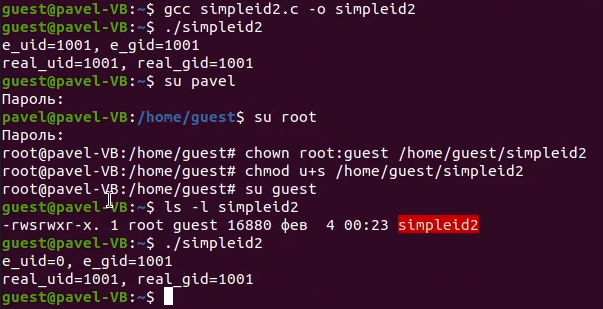 guest@pavel-VB:~$ gcc simpleid2.c -o simpleid2
guest@pavel-VB:~$ ./simpleid2
e_uid=1001, e_gid=1001
real_uid=1001, real_gid=1001
guest@pavel-VB:~$ su pavel
Пароль:
pavel@pavel-VB:/home/guest$ su root
Пароль:
root@pavel-VB:/home/guest# chown root:guest /home/guest/simpleid2
root@pavel-VB:/home/guest# chmod u+s /home/guest/simpleid2
root@pavel-VB:/home/guest# su guest
guest@pavel-VB:~$ ls -l simpleid2
-rwsrwxr-x. 1 root guest 16880 фев  4 00:23 simpleid2
guest@pavel-VB:~$ ./simpleid2
e_uid=0, e_gid=1001
real_uid=1001, real_gid=1001
guest@pavel-VB:~$